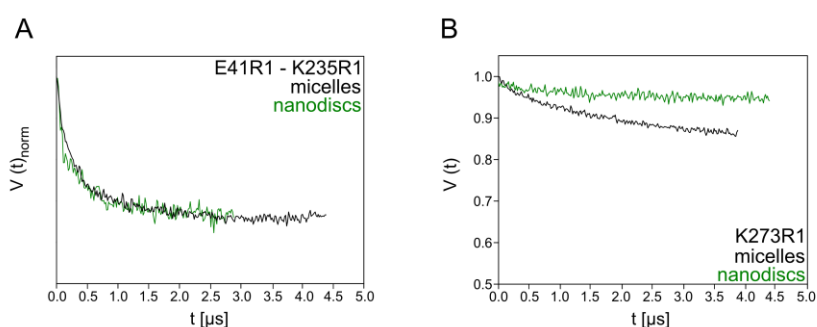 A
E41R1 - K235R1
micelles
nanodiscs
V (t)norm
0.0 0.5 1.0 1.5 2.0 2.5 3.0 3.5 4.0 4.5 5.0
t [µs]
B
1.0
0.9
0.8
0.7
0.6
0.5
V (t)
K273R1
micelles
nanodiscs
0.0 0.5 1.0 1.5 2.0 2.5 3.0 3.5 4.0 4.5 5.0
t [µs]